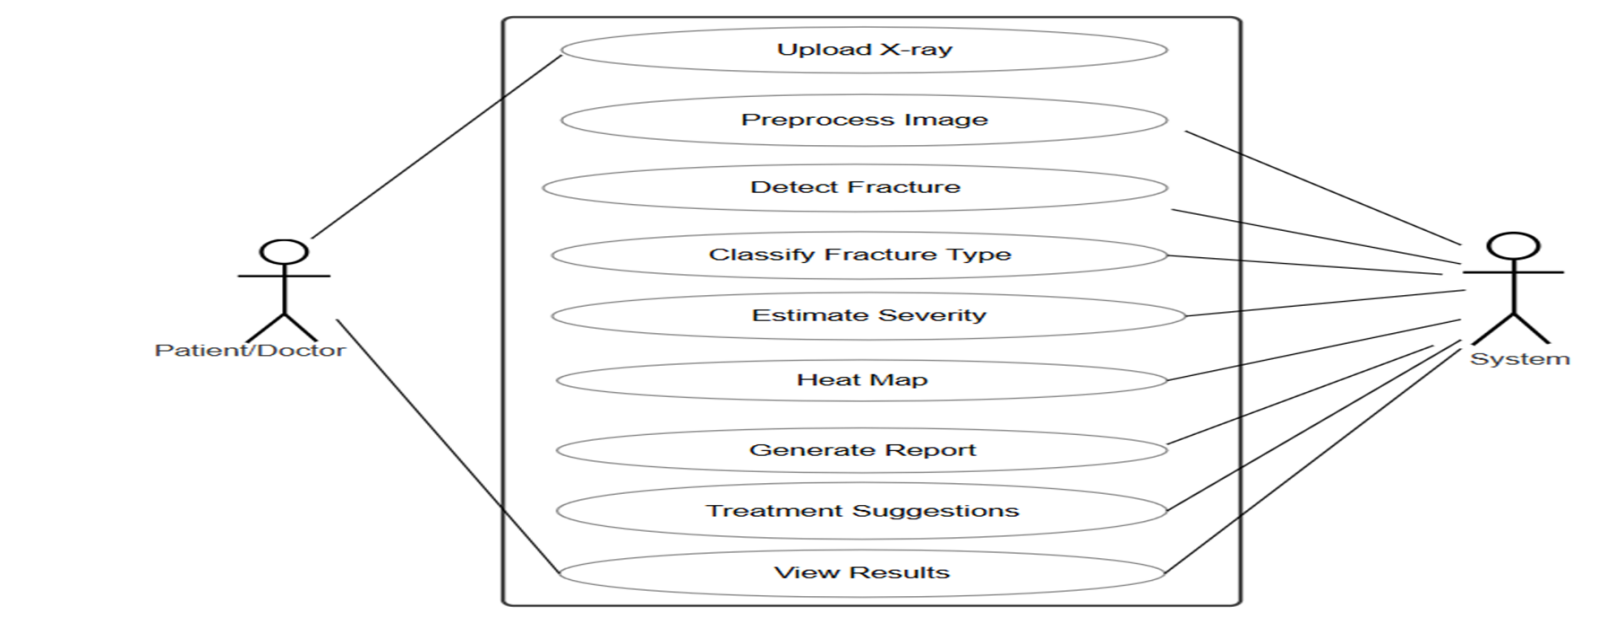 Upload X-ray
Preprocess Image
Detect Fracture
Classify Fracture Type
Estimate Severity
Heat Map
Generate Report
Treatment Suggestions
View Results
Patient/Doctor
System